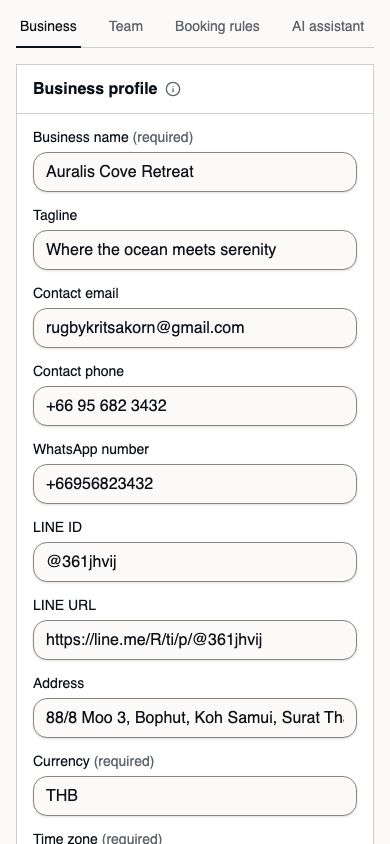 Business Team Booking rules AI assistant
Business profile
Business name (required)
Auralis Cove Retreat
Tagline
Where the ocean meets serenity
Contact email
rugbykritsakorn@gmail.com
Contact phone
+66 95 682 3432
WhatsApp number
+66956823432
LINE ID
@361jhvij
LINE URL
https://line.me/R/ti/p/@361jhvij
Address
88/8 Moo 3, Bophut, Koh Samui, Surat Tha
Currency (required)
THB
Time zone (required)